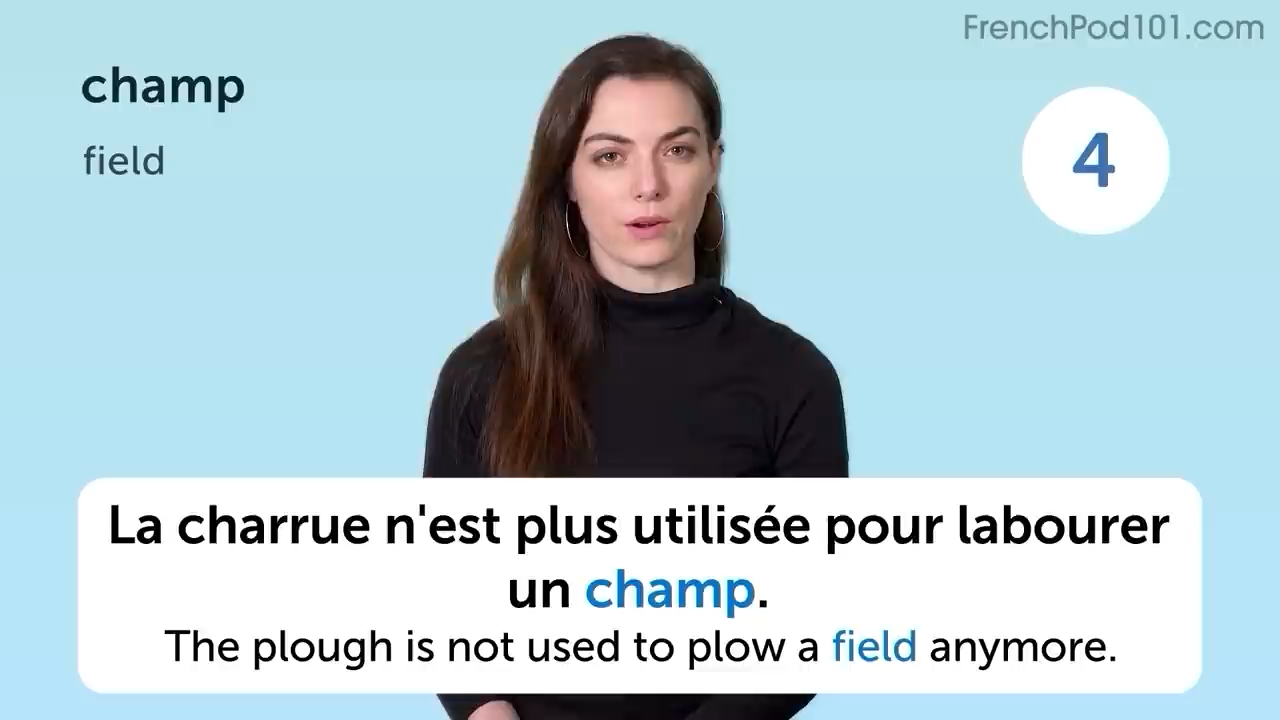 FrenchPod101.com
champ
field
4
La charrue n'est plus utilisée pour labourer
un champ.
The plough is not used to plow a field anymore.